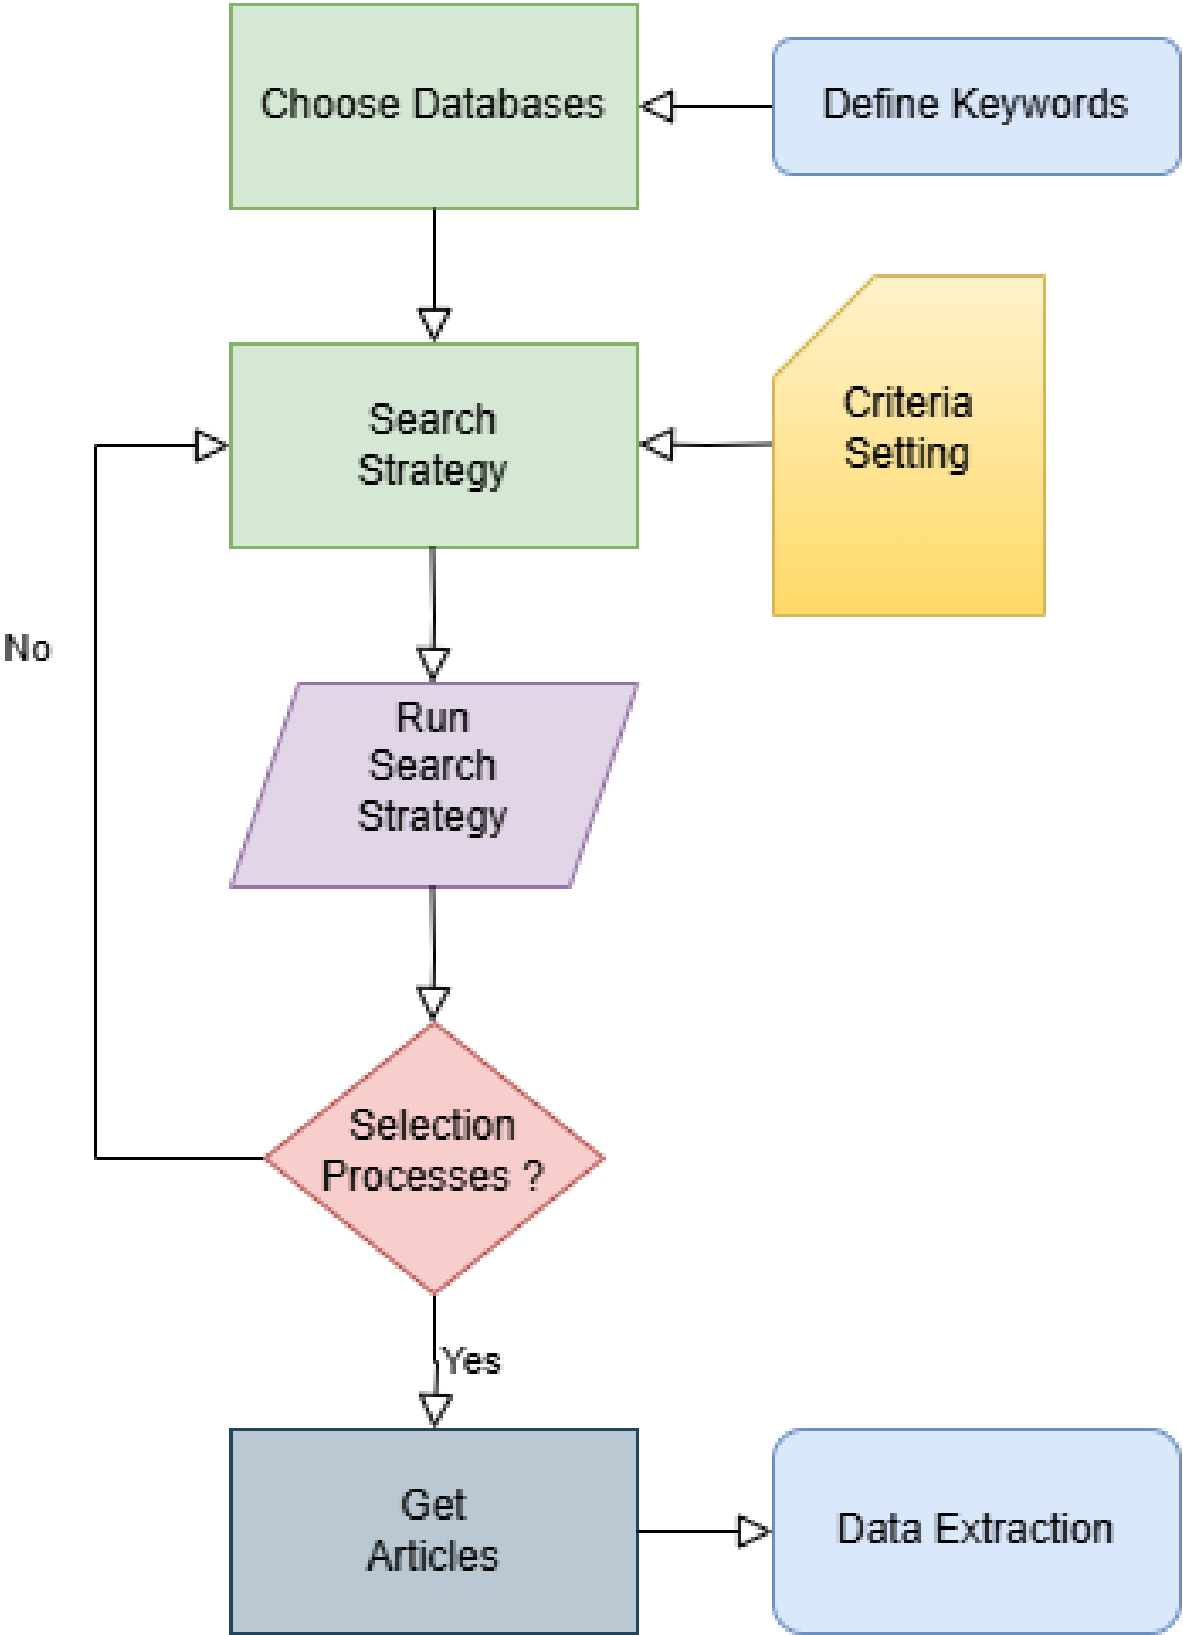 Choose Databases
Define Keywords
Search
Strategy
Criteria
Setting
No
Run
Search
Strategy
Selection
Processes ?
Yes
Get
Articles
Data Extraction